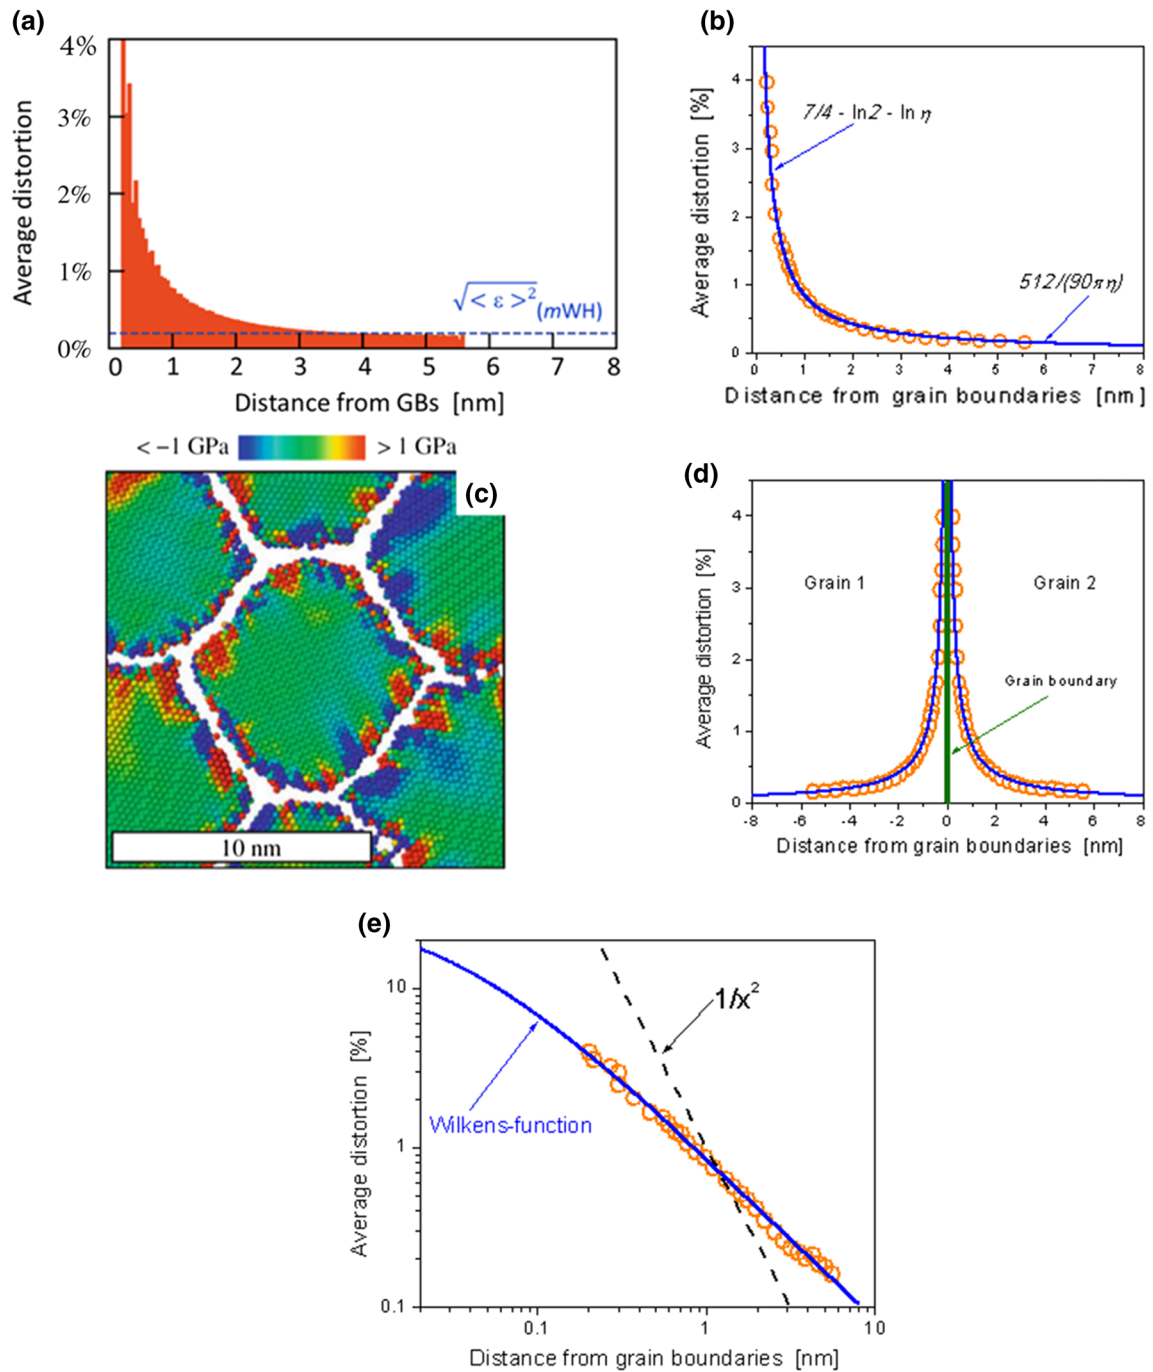 (a)
4%
3%
2%
1%
0%
Average distortion
√< ε >² (mWH)
0 1 2 3 4 5 6 7 8
Distance from GBs [nm]
(b)
4
3
2
1
0
Average distortion [%]
7/4 - ln2 - ln η
512/(90πη)
0 1 2 3 4 5 6 7 8
Distance from grain boundaries [nm]
< −1 GPa > 1 GPa
(c)
10 nm
(d)
4
3
2
1
0
Average distortion [%]
Grain 1 Grain 2
Grain boundary
-8 -6 -4 -2 0 2 4 6 8
Distance from grain boundaries [nm]
(e)
10
1
0.1
Average distortion [%]
1/x²
Wilkens-function
0.1 1 10
Distance from grain boundaries [nm]